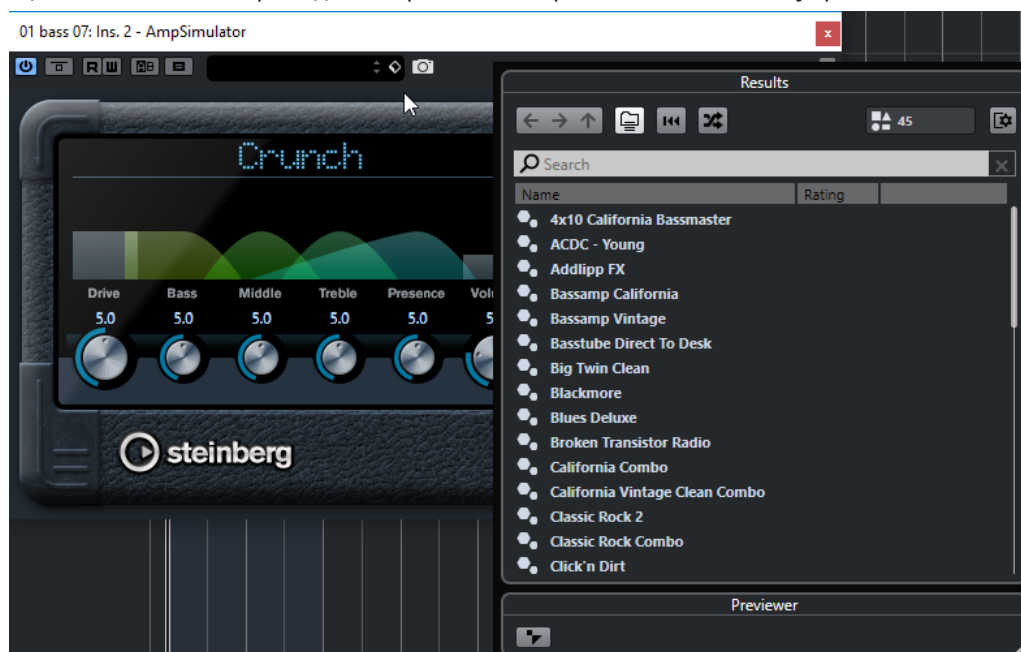 01 bass 07: Ins. 2 - AmpSimulator
x
R W AB
Results
45
Search
Name Rating
Crunch
Drive Bass Middle Treble Presence
5.0 5.0 5.0 5.0 5.0 5
steinberg
4x10 California Bassmaster
ACDC - Young
Addlipp FX
Bassamp California
Bassamp Vintage
Basstube Direct To Desk
Big Twin Clean
Blackmore
Blues Deluxe
Broken Transistor Radio
California Combo
California Vintage Clean Combo
Classic Rock 2
Classic Rock Combo
Click'n Dirt
Previewer